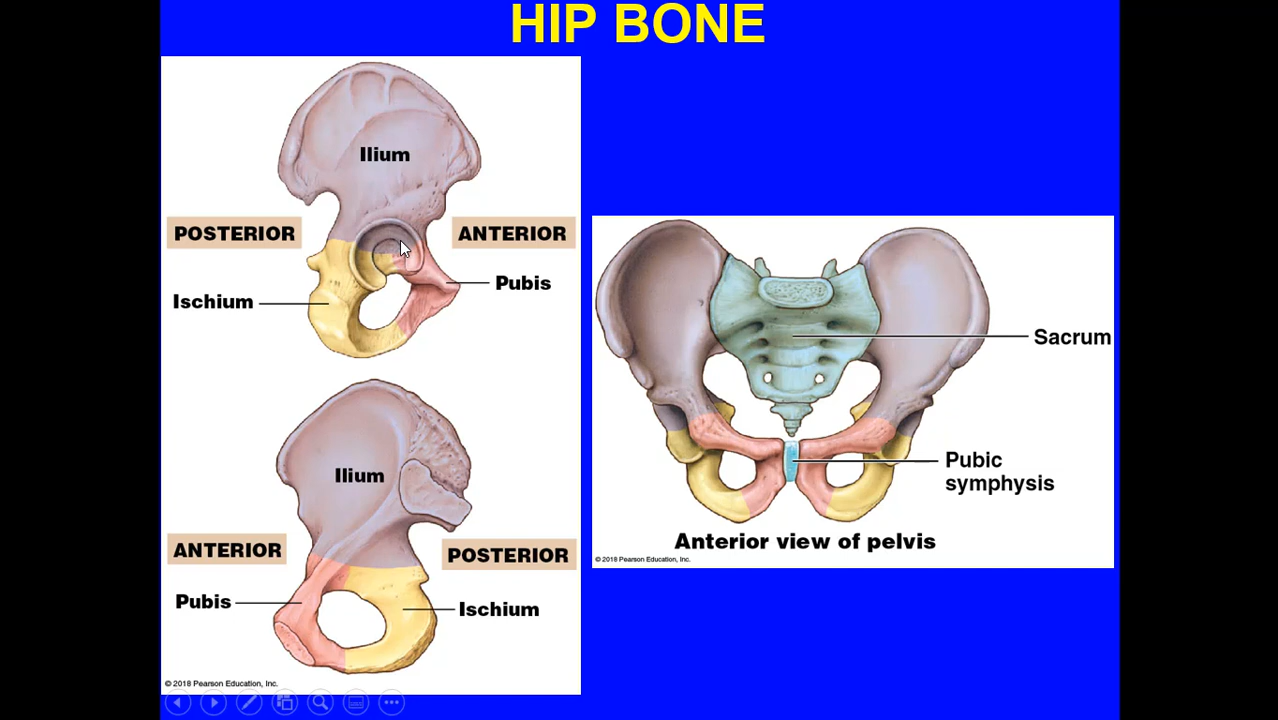 HIP BONE
Ilium
POSTERIOR
ANTERIOR
Pubis
Ischium
Ilium
ANTERIOR
POSTERIOR
Pubis
Ischium
© 2018 Pearson Education, Inc.
Sacrum
Pubic
symphysis
Anterior view of pelvis
© 2018 Pearson Education, Inc.